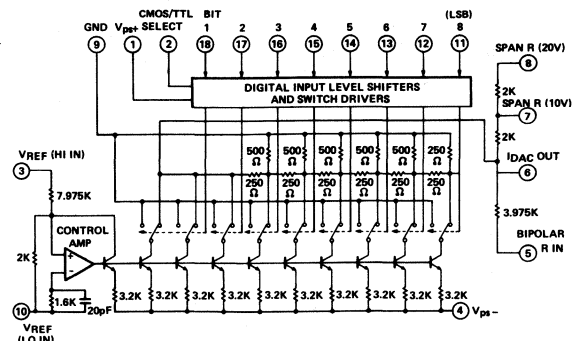 CMOS/TTL SELECT
BIT
GND
Vps+
1 2 3 4 5 6 7 8
(LSB)
9 1 2 18 17 16 15 14 13 12 11
SPAN R (20V)
8
DIGITAL INPUT LEVEL SHIFTERS
AND SWITCH DRIVERS
2K
SPAN R (10V)
7
2K
500 Ω 500 Ω 500 Ω 500 Ω 500 Ω 250 Ω
IDAC OUT
6
250 Ω 250 Ω 250 Ω 250 Ω 250 Ω 250 Ω
VREF (HI IN)
3
7.975K
3.975K
CONTROL
AMP
BIPOLAR
R IN
5
2K
+
−
1.6K
20pF
3.2K 3.2K 3.2K 3.2K 3.2K 3.2K 3.2K 3.2K 3.2K
4 Vps−
10
VREF
(LO IN)